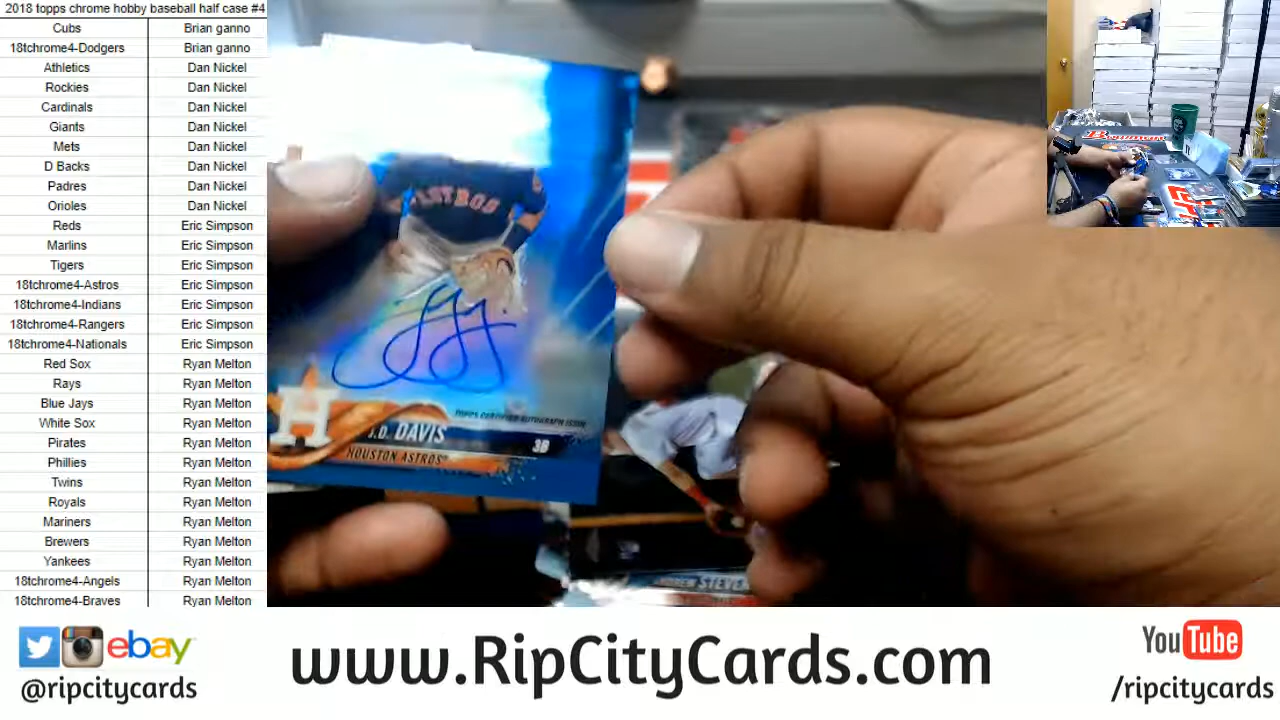 2018 topps chrome hobby baseball half case #4
Cubs Brian ganno
18tchrome4-Dodgers Brian ganno
Athletics Dan Nickel
Rockies Dan Nickel
Cardinals Dan Nickel
Giants Dan Nickel
Mets Dan Nickel
D Backs Dan Nickel
Padres Dan Nickel
Orioles Dan Nickel
Reds Eric Simpson
Marlins Eric Simpson
Tigers Eric Simpson
18tchrome4-Astros Eric Simpson
18tchrome4-Indians Eric Simpson
18tchrome4-Rangers Eric Simpson
18tchrome4-Nationals Eric Simpson
Red Sox Ryan Melton
Rays Ryan Melton
Blue Jays Ryan Melton
White Sox Ryan Melton
Pirates Ryan Melton
Phillies Ryan Melton
Twins Ryan Melton
Royals Ryan Melton
Mariners Ryan Melton
Brewers Ryan Melton
Yankees Ryan Melton
18tchrome4-Angels Ryan Melton
18tchrome4-Braves Ryan Melton
Bowman
ASTROS
TOPPS CERTIFIED AUTOGRAPH ISSUE
H
J.D. DAVIS 3B
HOUSTON ASTROS
ebay
@ripcitycards
www.RipCityCards.com
YouTube
/ripcitycards